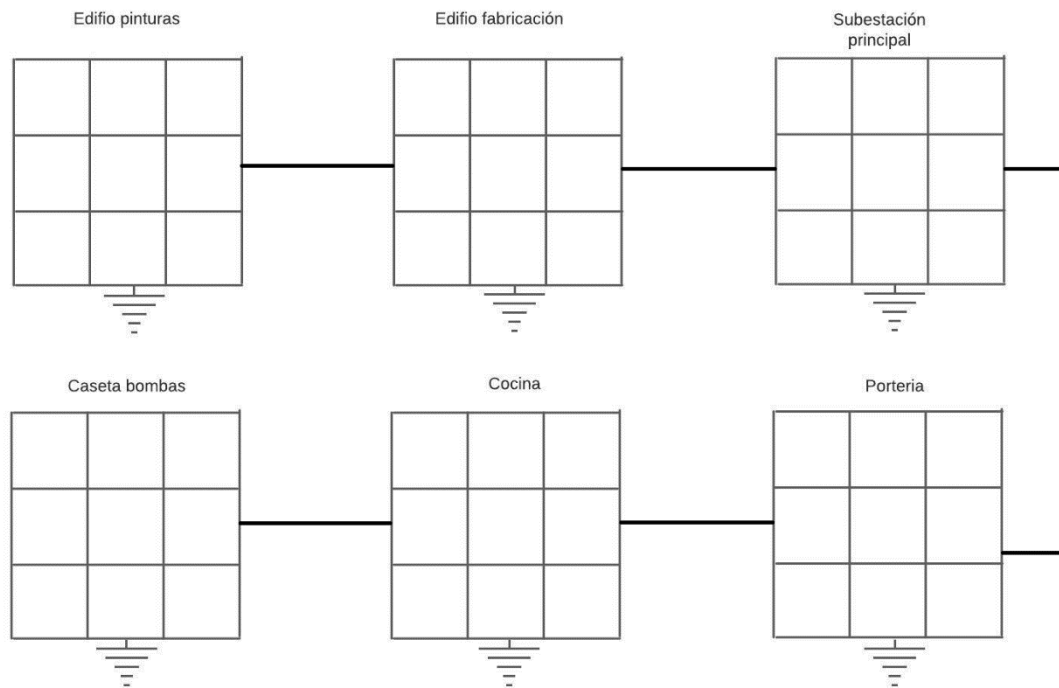 Edifio pinturas
Edifio fabricación
Subestación
principal
Caseta bombas
Cocina
Porteria